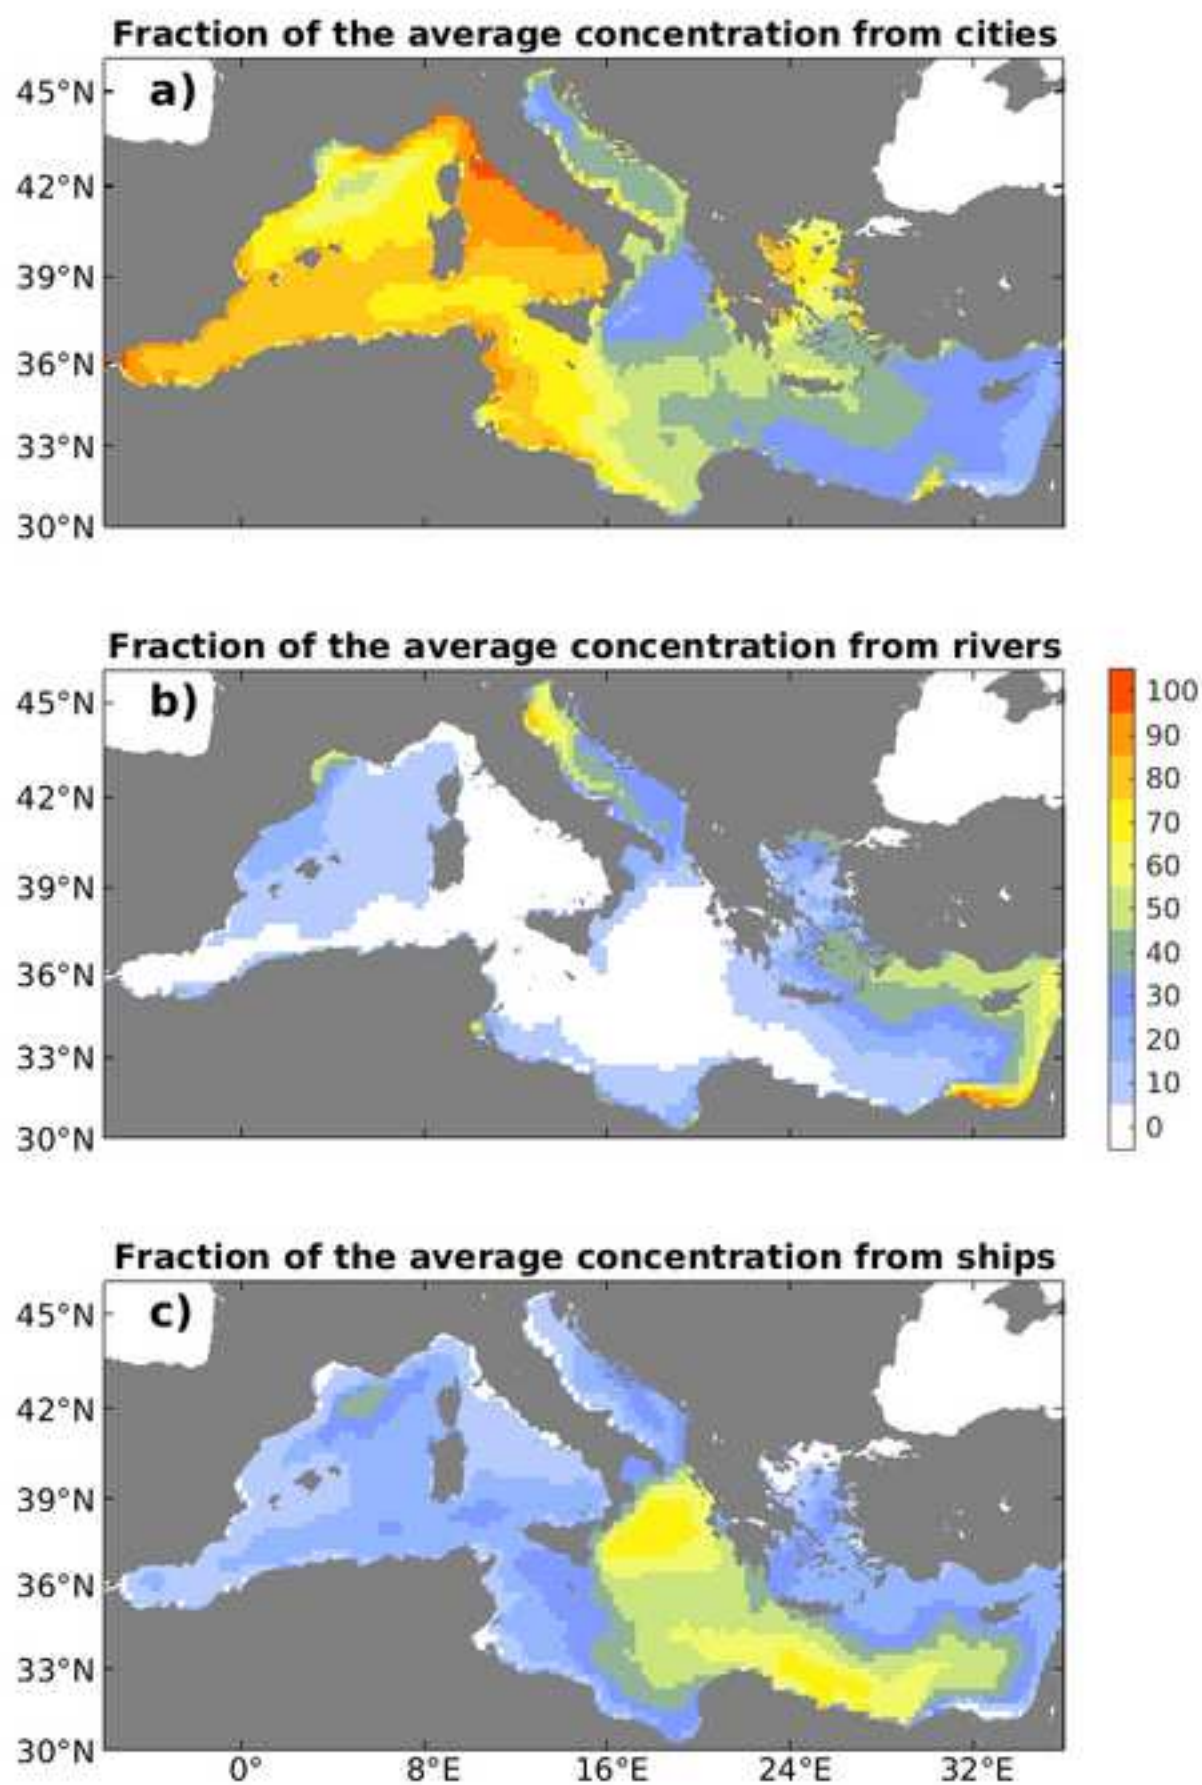 Fraction of the average concentration from cities
a)
45°N
42°N
39°N
36°N
33°N
30°N
Fraction of the average concentration from rivers
b)
45°N
42°N
39°N
36°N
33°N
30°N
100
90
80
70
60
50
40
30
20
10
0
Fraction of the average concentration from ships
c)
45°N
42°N
39°N
36°N
33°N
30°N
0° 8°E 16°E 24°E 32°E